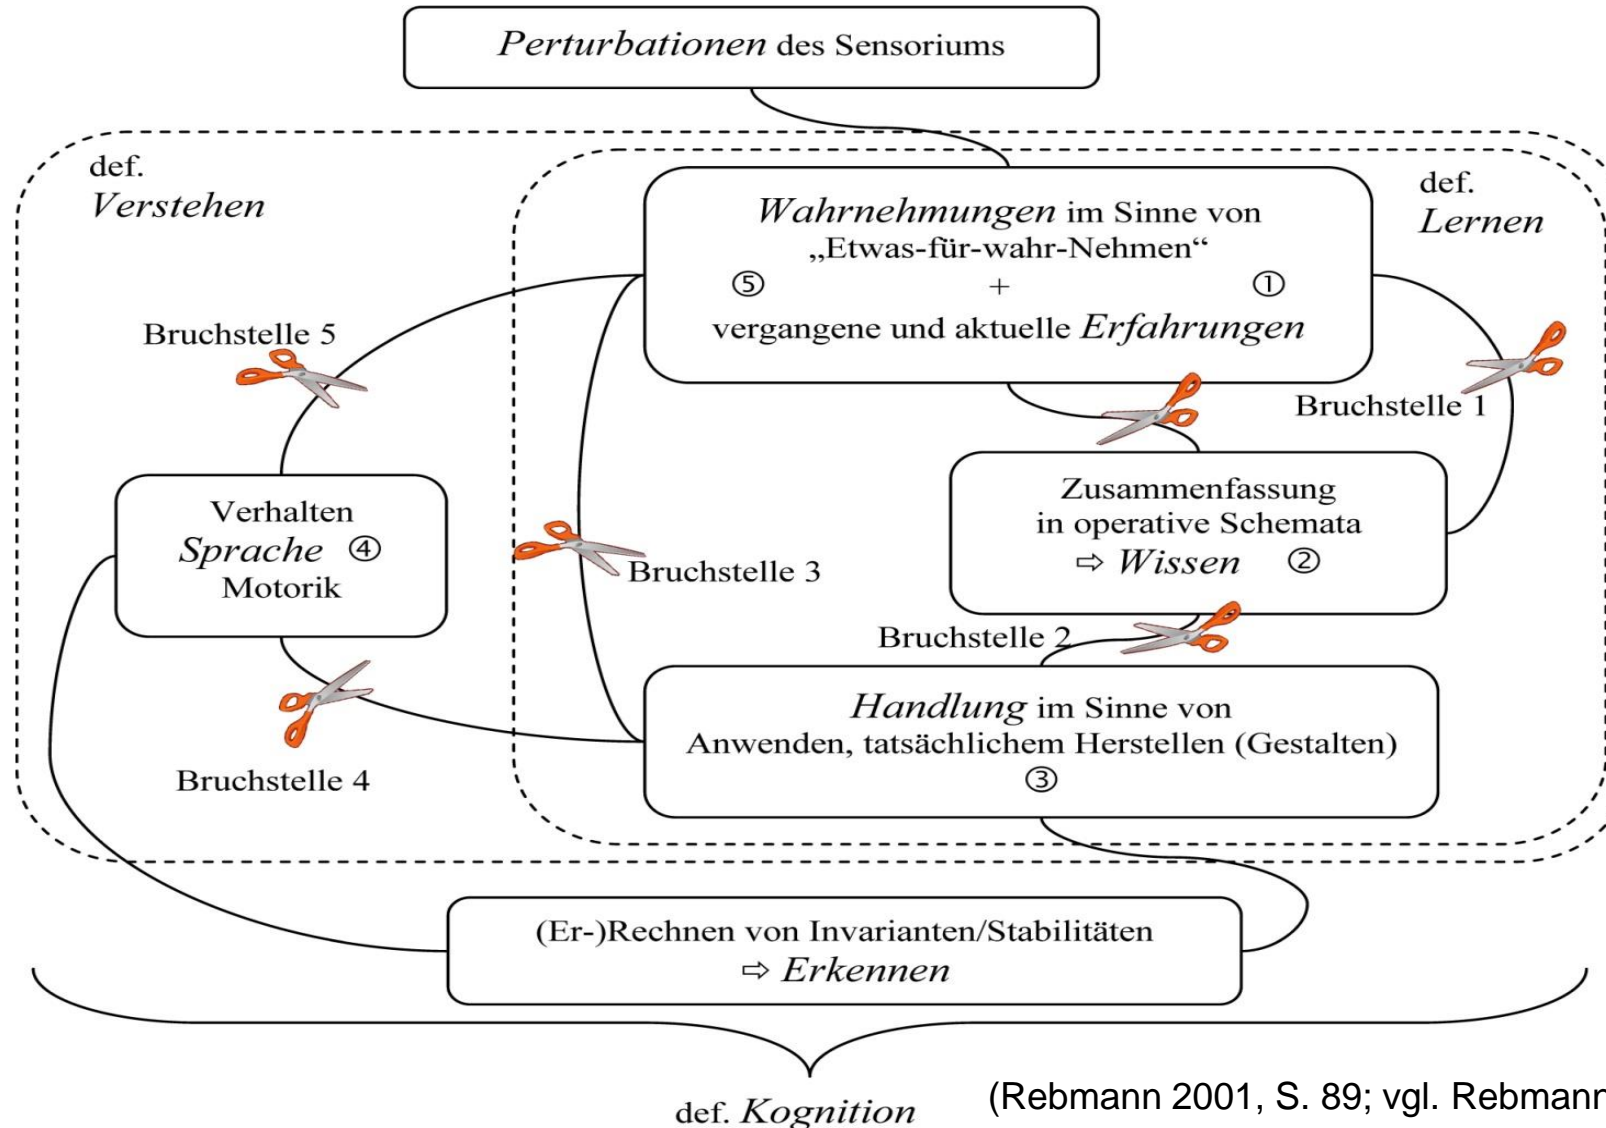 Perturbationen des Sensoriums
def.
Verstehen
def.
Lernen
Wahrnehmungen im Sinne von
„Etwas-für-wahr-Nehmen“
⑤ + ①
vergangene und aktuelle Erfahrungen
Bruchstelle 5
Bruchstelle 1
Zusammenfassung
in operative Schemata
⇨ Wissen ②
Verhalten
Sprache ④
Motorik
Bruchstelle 3
Bruchstelle 2
Handlung im Sinne von
Anwenden, tatsächlichem Herstellen (Gestalten)
③
Bruchstelle 4
(Er-)Rechnen von Invarianten/Stabilitäten
⇨ Erkennen
def. Kognition
(Rebmann 2001, S. 89; vgl. Rebmann